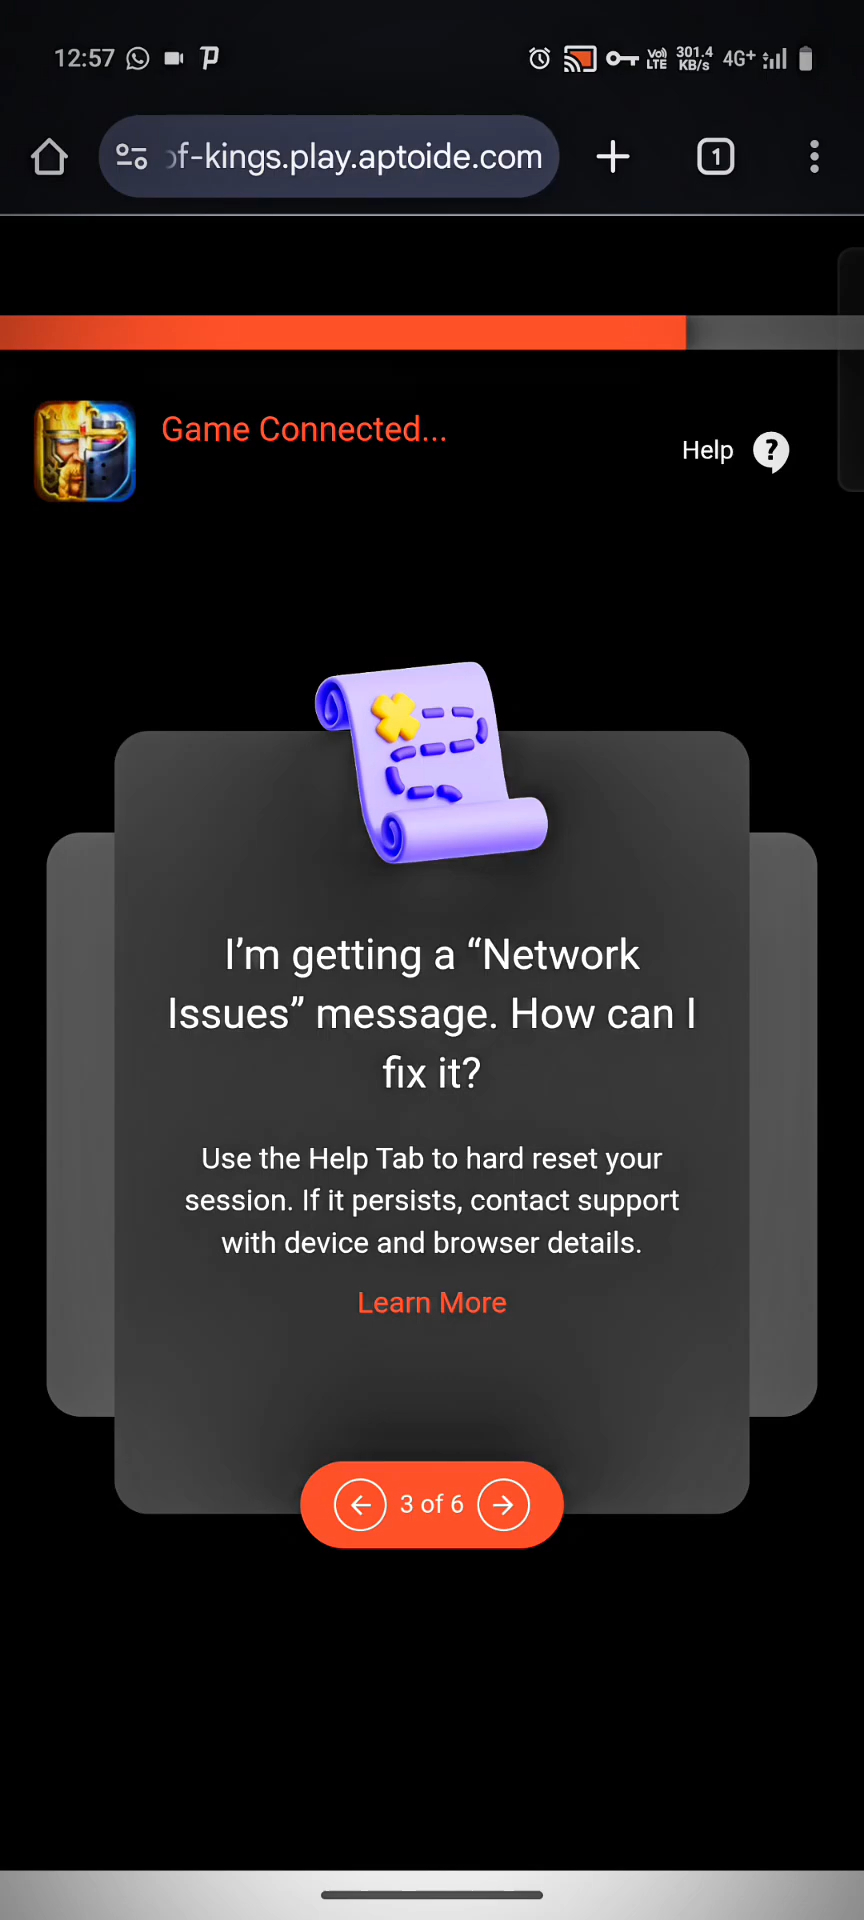 12:57
Vo) LTE 301.4 KB/s 4G+
of-kings.play.aptoide.com
1
Game Connected...
Help ?
I’m getting a “Network
Issues” message. How can I
fix it?
Use the Help Tab to hard reset your
session. If it persists, contact support
with device and browser details.
Learn More
3 of 6